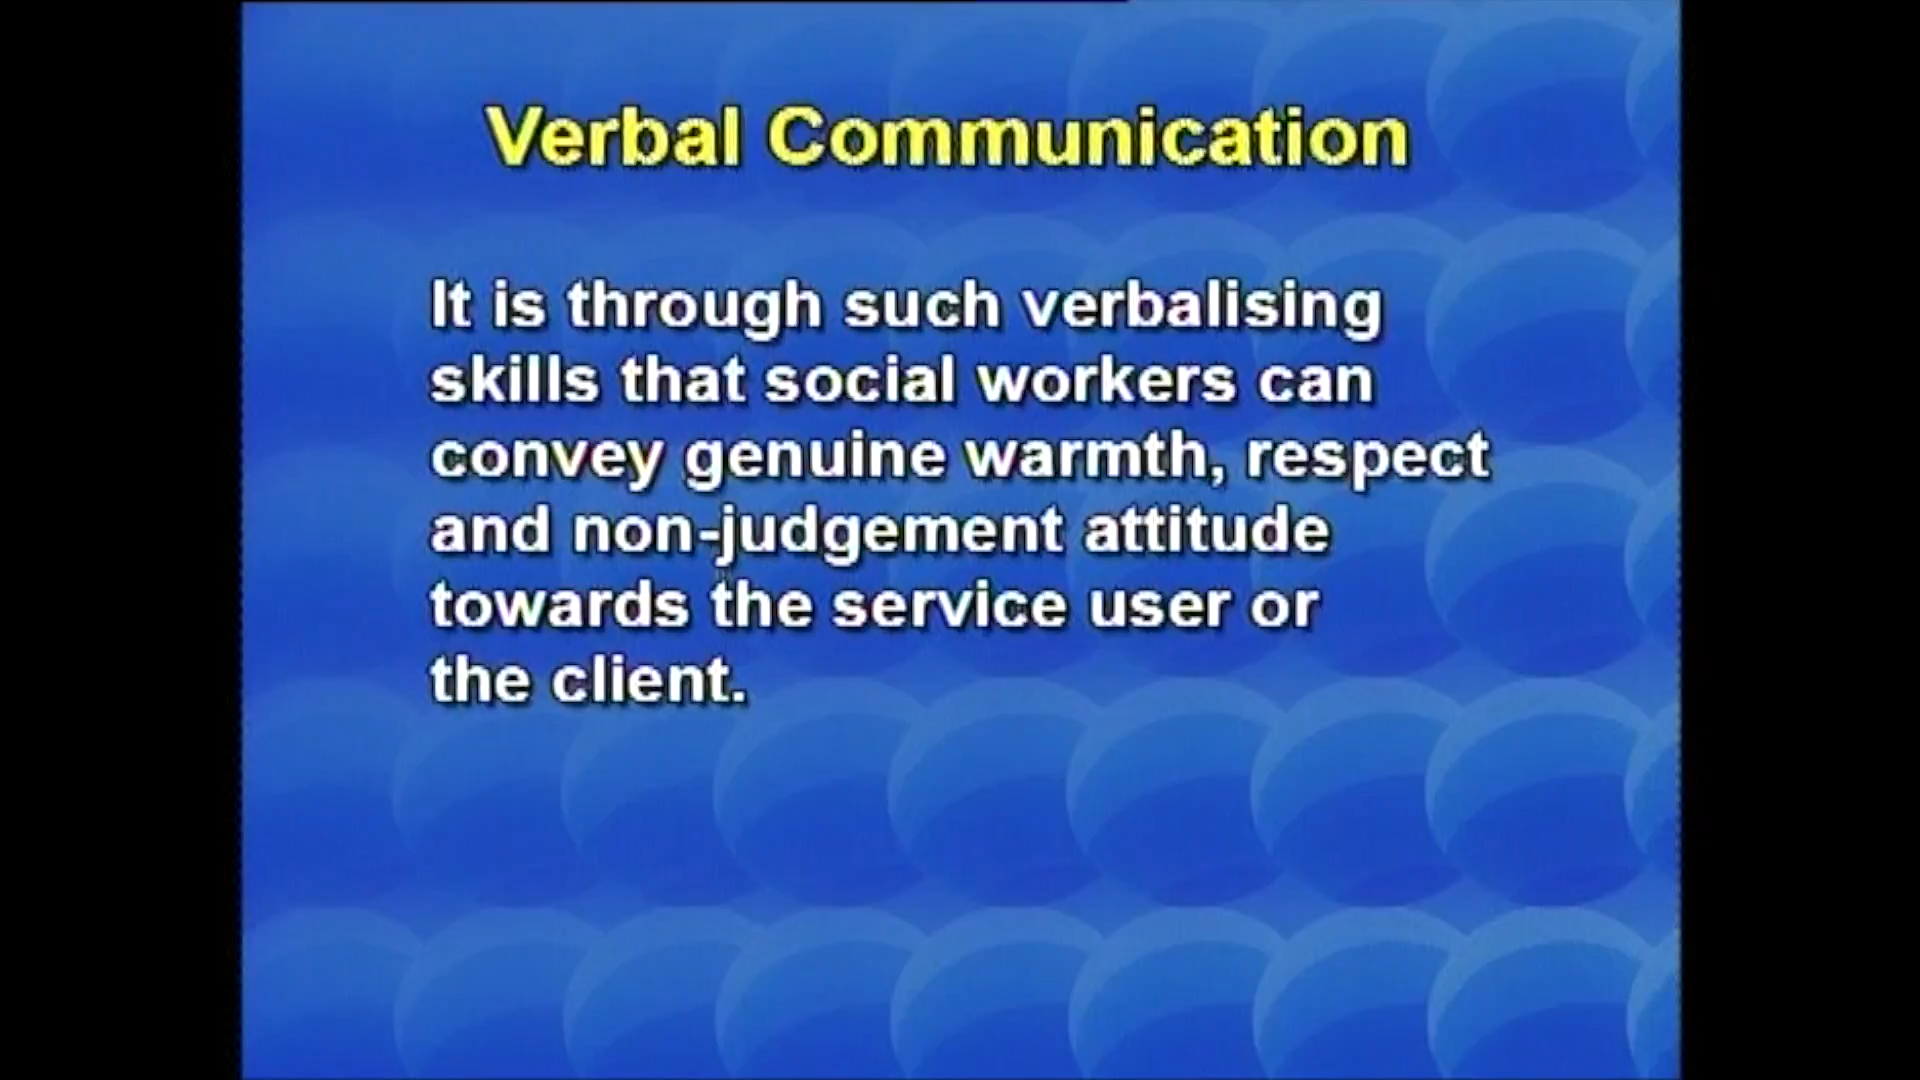 Verbal Communication
It is through such verbalising
skills that social workers can
convey genuine warmth, respect
and non-judgement attitude
towards the service user or
the client.